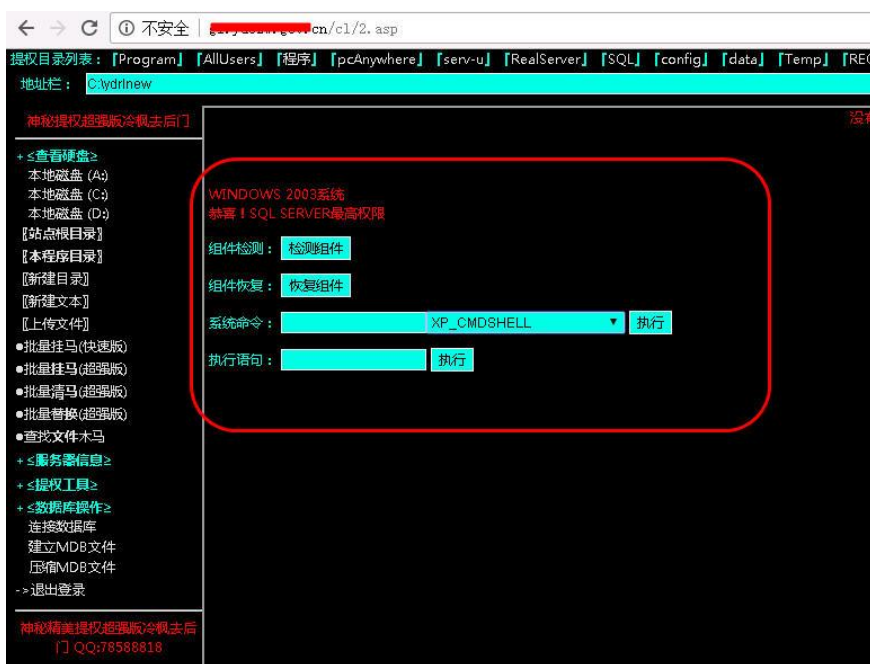 不安全 cn/cl/2.asp
提权目录列表：「Program」「AllUsers」「程序」「pcAnywhere」「serv-u」「RealServer」「SQL」「config」「data」「Temp」「REC
地址栏： C:\ydrlnew
神秘提权超强版冷枫去后门
没有
+≤查看硬盘≥
本地磁盘 (A:)
本地磁盘 (C:)
本地磁盘 (D:)
〖站点根目录〗
〖本程序目录〗
〖新建目录〗
〖新建文本〗
〖上传文件〗
●批量挂马(快速版)
●批量挂马(超强版)
●批量清马(超强版)
●批量替换(超强版)
●查找文件木马
+≤服务器信息≥
+≤提权工具≥
+≤数据库操作≥
连接数据库
建立MDB文件
压缩MDB文件
->退出登录
神秘精美提权超强版冷枫去后
门 QQ:78588818
WINDOWS 2003系统
恭喜！SQL SERVER最高权限
组件检测： 检测组件
组件恢复： 恢复组件
系统命令： XP_CMDSHELL 执行
执行语句： 执行